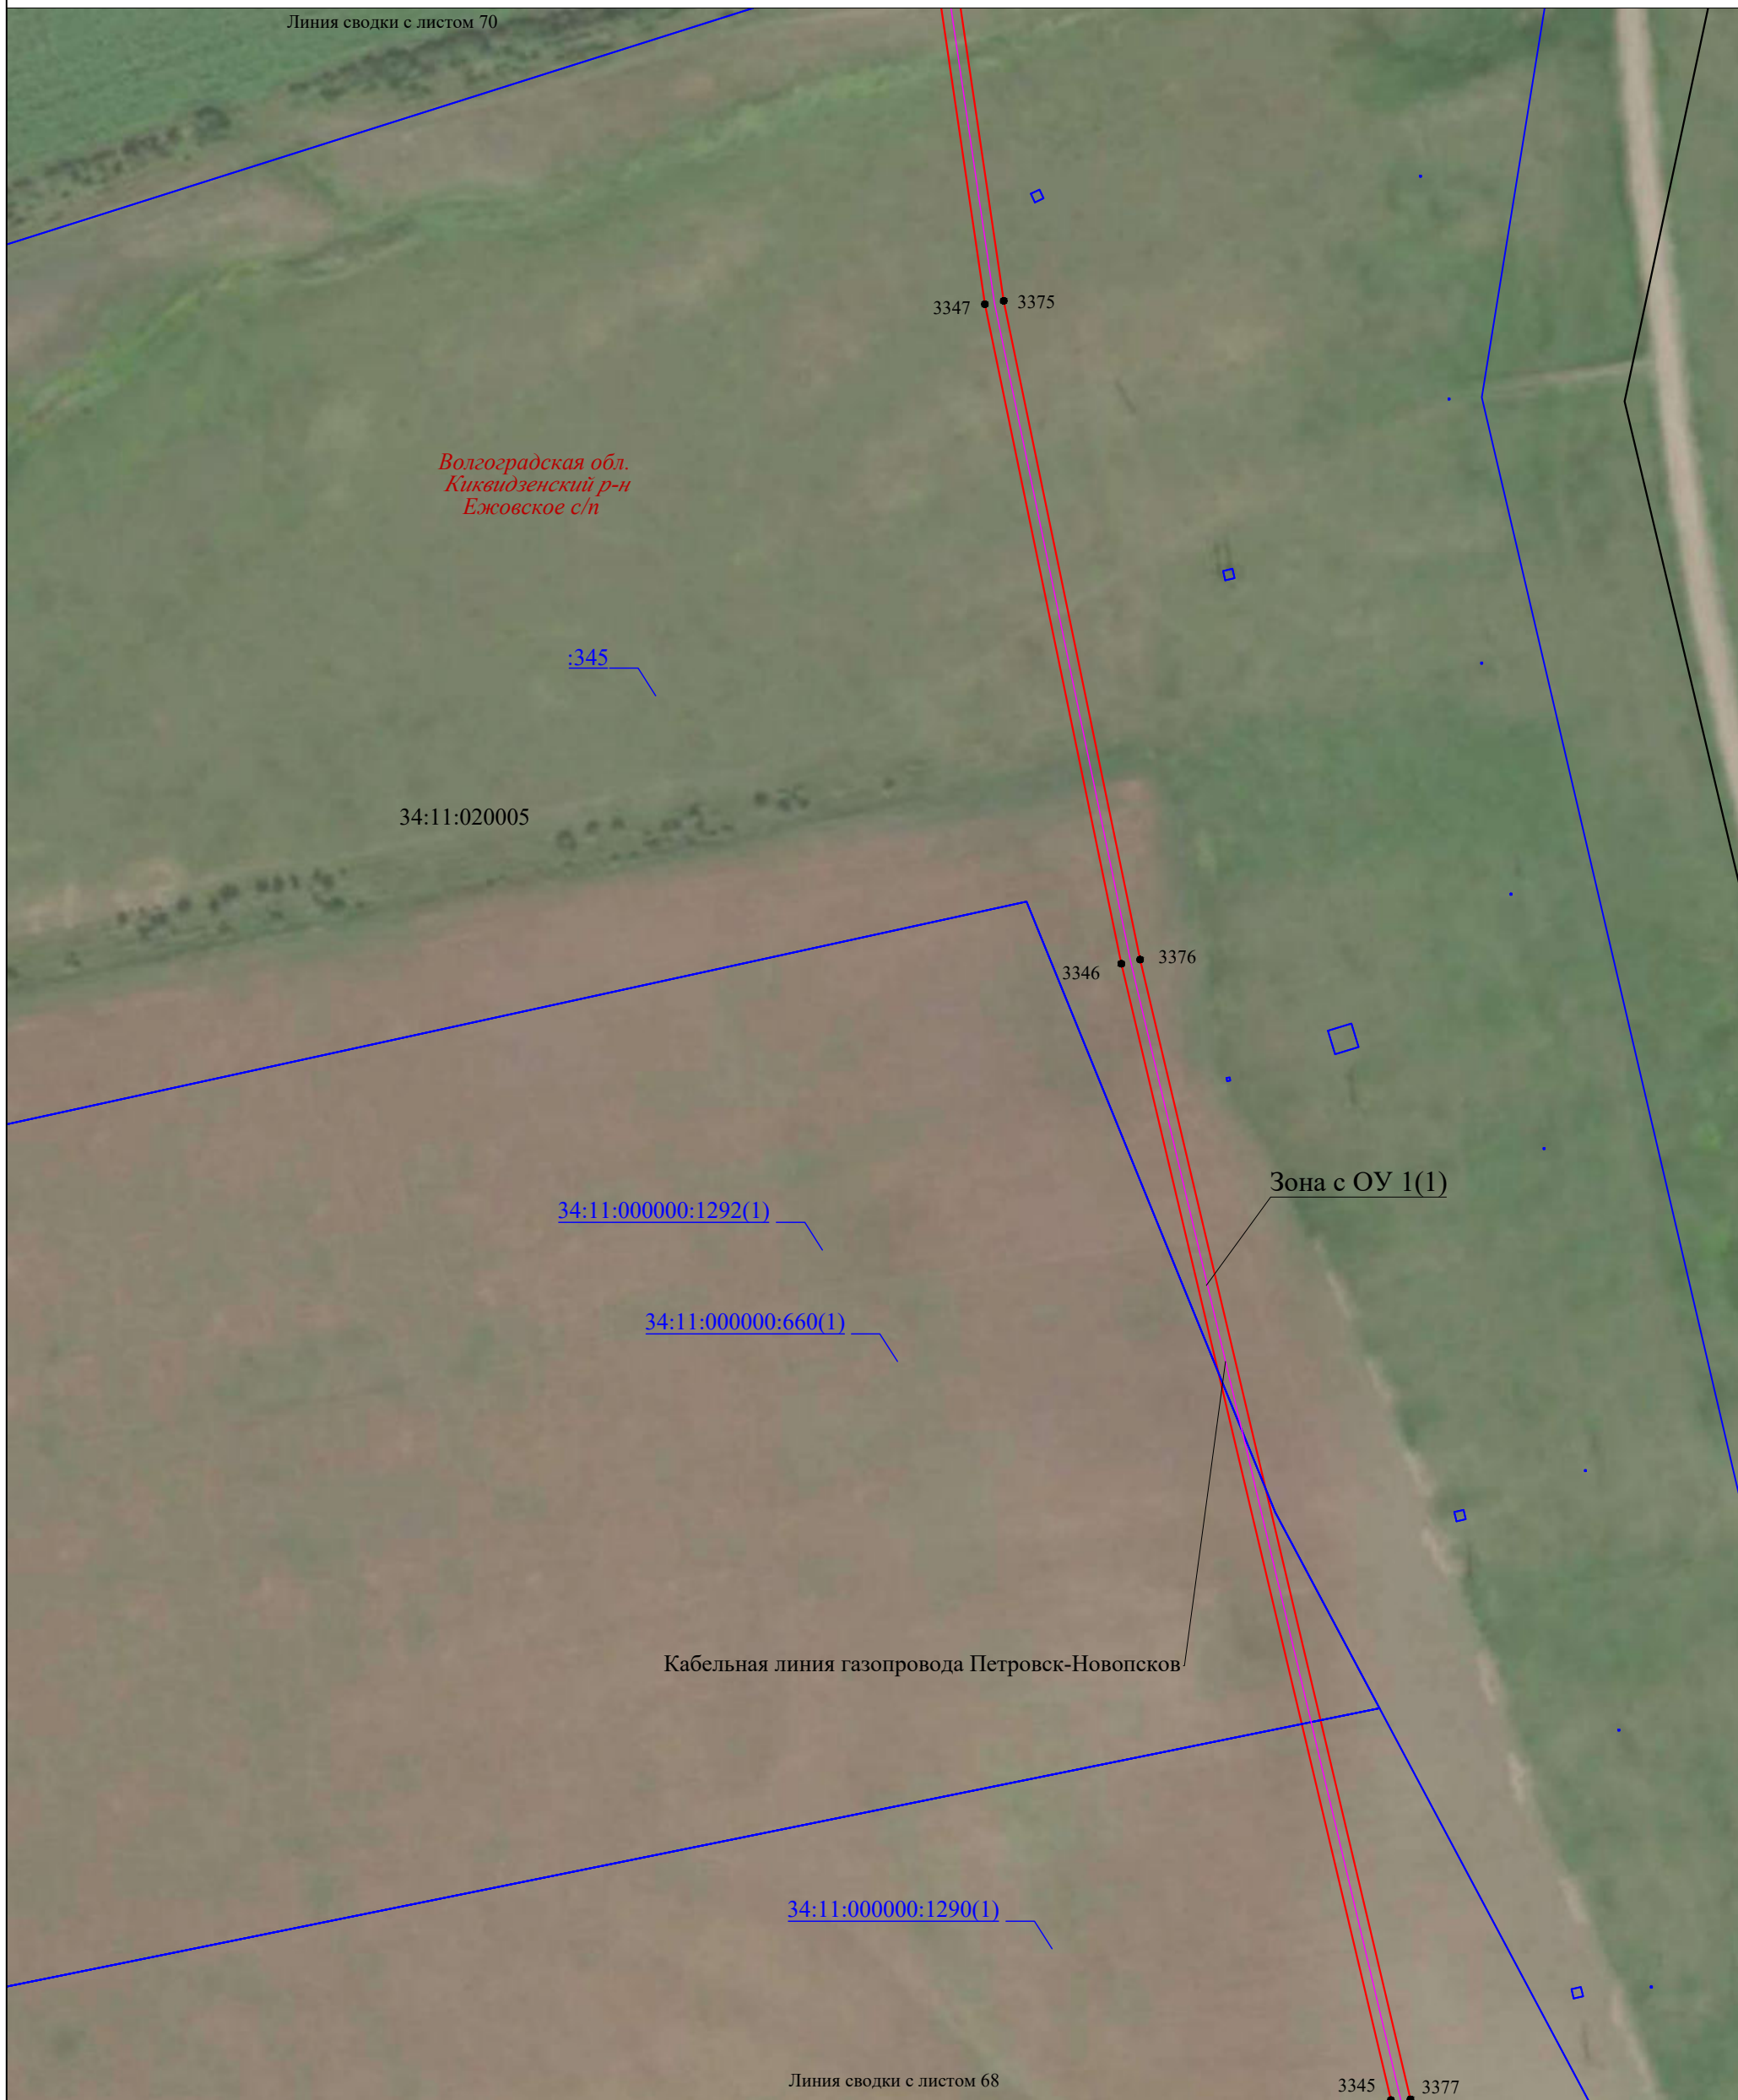 Линия сводки с листом 70
3347
3375
Волгоградская обл.
Киквидзенский р-н
Ежовское с/п
:345
34:11:020005
3346
3376
Зона с ОУ 1(1)
34:11:000000:1292(1)
34:11:000000:660(1)
Кабельная линия газопровода Петровск-Новопсков
34:11:000000:1290(1)
Линия сводки с листом 68
3345
3377